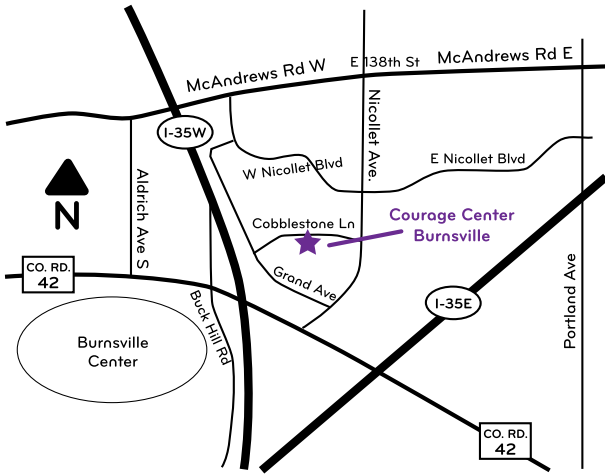 McAndrews Rd W
E 138th St
McAndrews Rd E
I-35W
Nicollet Ave.
W Nicollet Blvd
E Nicollet Blvd
Aldrich Ave S
N
Cobblestone Ln
Courage Center
Burnsville
Grand Ave
CO. RD.
42
Buck Hill Rd
I-35E
Portland Ave
Burnsville
Center
CO. RD.
42